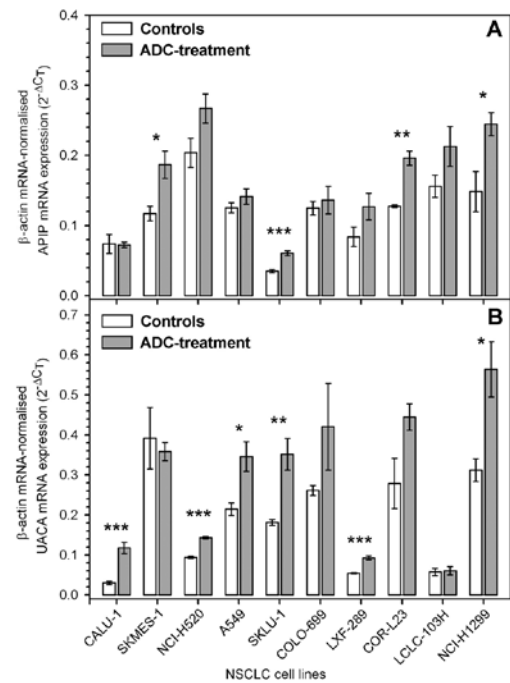 A
Controls
ADC-treatment
β-actin mRNA-normalised
APIP mRNA expression (2-ΔCT)
0.4
0.3
0.2
0.1
0.0
*
***
**
*
B
Controls
ADC-treatment
β-actin mRNA-normalised
UACA mRNA expression (2-ΔCT)
0.7
0.6
0.5
0.4
0.3
0.2
0.1
0.0
***
***
*
**
***
*
CALU-1
SKMES-1
NCI-H520
A549
SKLU-1
COLO-699
LXF-289
COR-L23
LCLC-103H
NCI-H1299
NSCLC cell lines